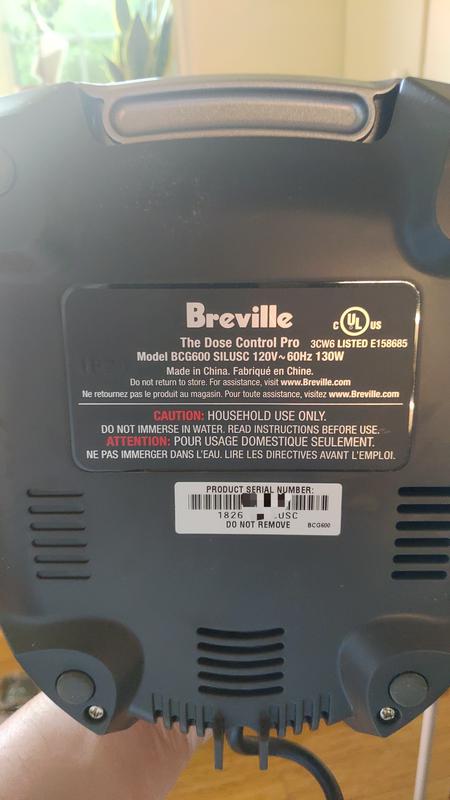 Breville
The Dose Control Pro
Model BCG600 SILUSC 120V~60Hz 130W
Made in China. Fabriqué en Chine.
Do not return to store. For assistance, visit www.Breville.com
Ne retournez pas le produit au magasin. Pour toute assistance, visitez www.Breville.com
C UL US
3CW6 LISTED E158685
CAUTION: HOUSEHOLD USE ONLY.
DO NOT IMMERSE IN WATER. READ INSTRUCTIONS BEFORE USE.
ATTENTION: POUR USAGE DOMESTIQUE SEULEMENT.
NE PAS IMMERGER DANS L'EAU. LIRE LES DIRECTIVES AVANT L'EMPLOI.
PRODUCT SERIAL NUMBER:
1826 USC
DO NOT REMOVE BCG600